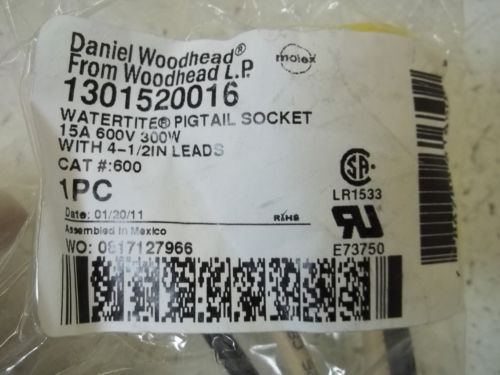 Daniel Woodhead®
From Woodhead L.P.
molex
1301520016
WATERTITE® PIGTAIL SOCKET
15A 600V 300W
WITH 4-1/2IN LEADS
CAT #:600
1PC
LR1533
Date: 01/20/11
RoHS
Assembled in Mexico
WO: 0817127966
E73750